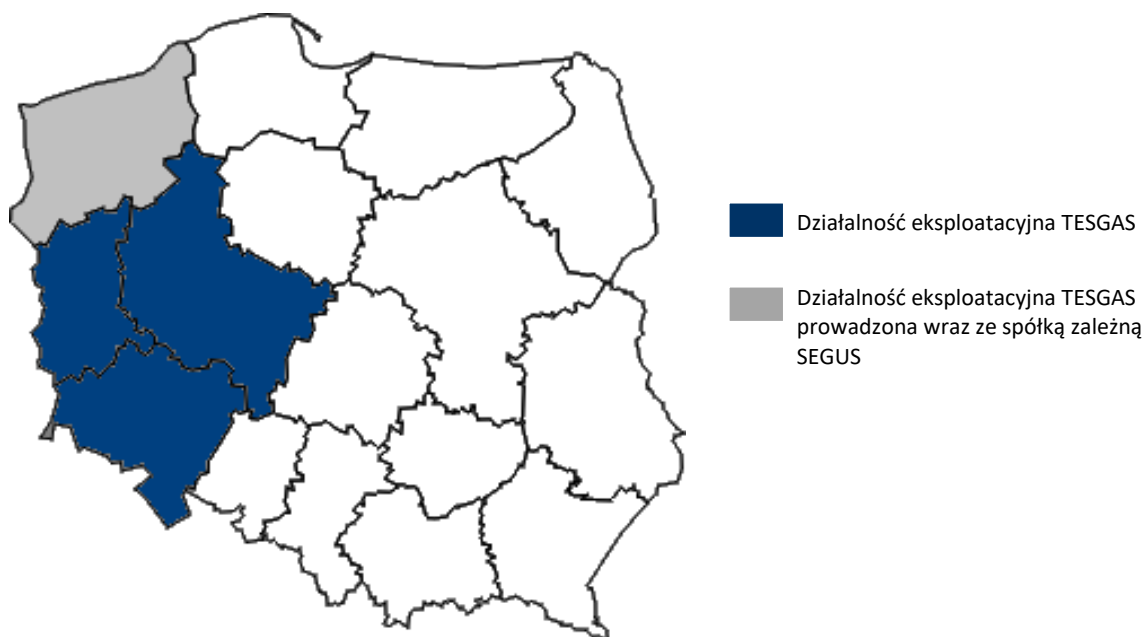 Działalność eksploatacyjna TESGAS
Działalność eksploatacyjna TESGAS
prowadzona wraz ze spółką zależną
SEGUS